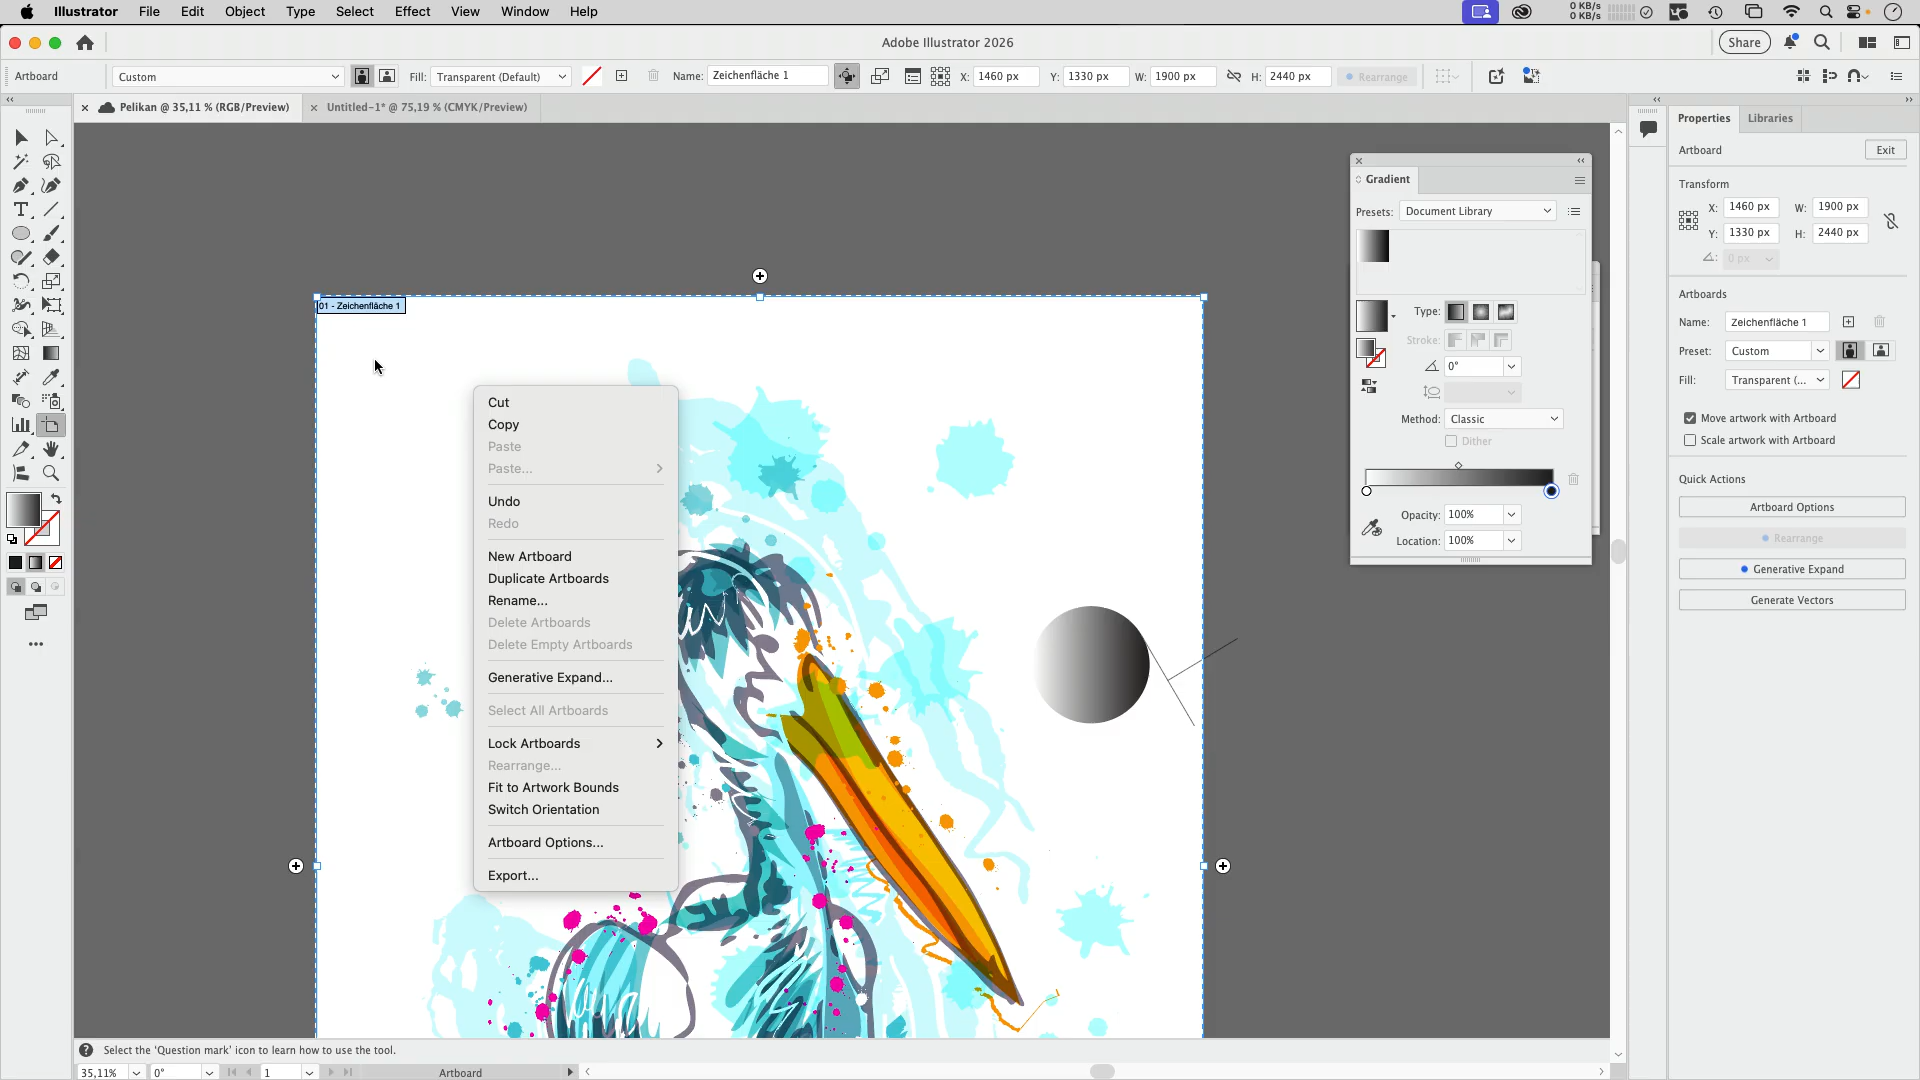 Illustrator File Edit Object Type Select Effect View Window Help
0 KB/s
0 KB/s
Adobe Illustrator 2026
Share
Artboard
Custom
Fill: Transparent (Default)
Name: Zeichenfläche 1
X: 1460 px
Y: 1330 px
W: 1900 px
H: 2440 px
Rearrange
Pelikan @ 35,11 % (RGB/Preview)
Untitled-1* @ 75,19 % (CMYK/Preview)
01 - Zeichenfläche 1
Cut
Copy
Paste
Paste...
Undo
Redo
New Artboard
Duplicate Artboards
Rename...
Delete Artboards
Delete Empty Artboards
Generative Expand...
Select All Artboards
Lock Artboards
Rearrange...
Fit to Artwork Bounds
Switch Orientation
Artboard Options...
Export...
Gradient
Presets: Document Library
Type:
Stroke:
0°
Method: Classic
Dither
Opacity: 100%
Location: 100%
Properties Libraries
Artboard Exit
Transform
X: 1460 px W: 1900 px
Y: 1330 px H: 2440 px
0 px
Artboards
Name: Zeichenfläche 1
Preset: Custom
Fill: Transparent (...
Move artwork with Artboard
Scale artwork with Artboard
Quick Actions
Artboard Options
Rearrange
Generative Expand
Generate Vectors
Select the 'Question mark' icon to learn how to use the tool.
35,11% 0° 1 Artboard